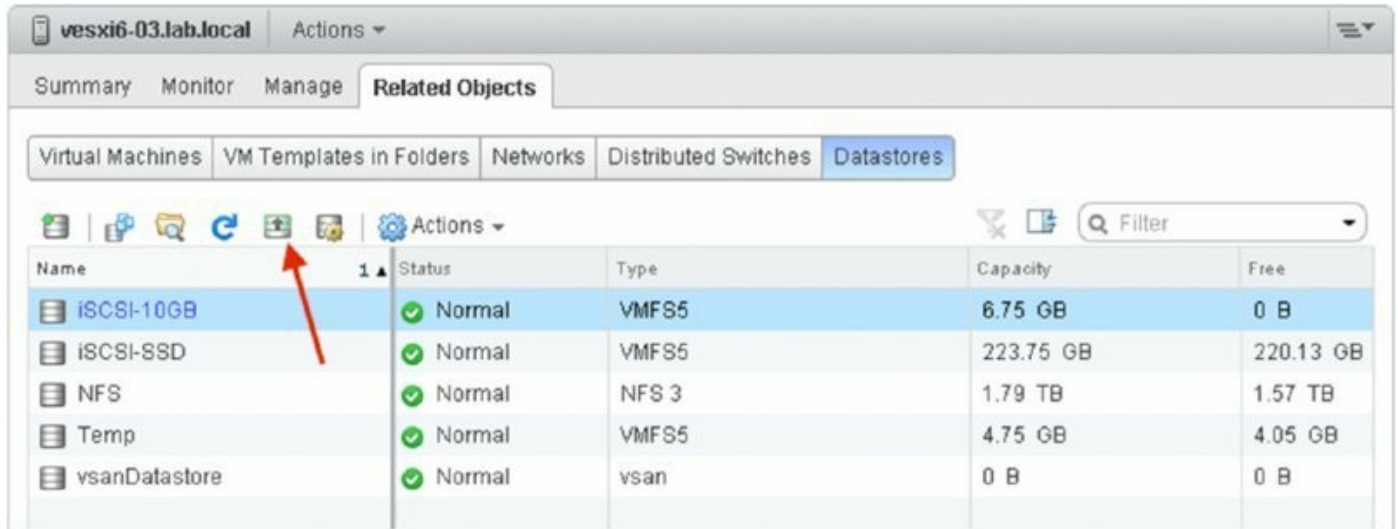 vesxi6-03.lab.local Actions
Summary Monitor Manage Related Objects
Virtual Machines VM Templates in Folders Networks Distributed Switches Datastores
Actions Filter
Name 1 Status Type Capacity Free
iSCSI-10GB Normal VMFS5 6.75 GB 0 B
iSCSI-SSD Normal VMFS5 223.75 GB 220.13 GB
NFS Normal NFS 3 1.79 TB 1.57 TB
Temp Normal VMFS5 4.75 GB 4.05 GB
vsanDatastore Normal vsan 0 B 0 B